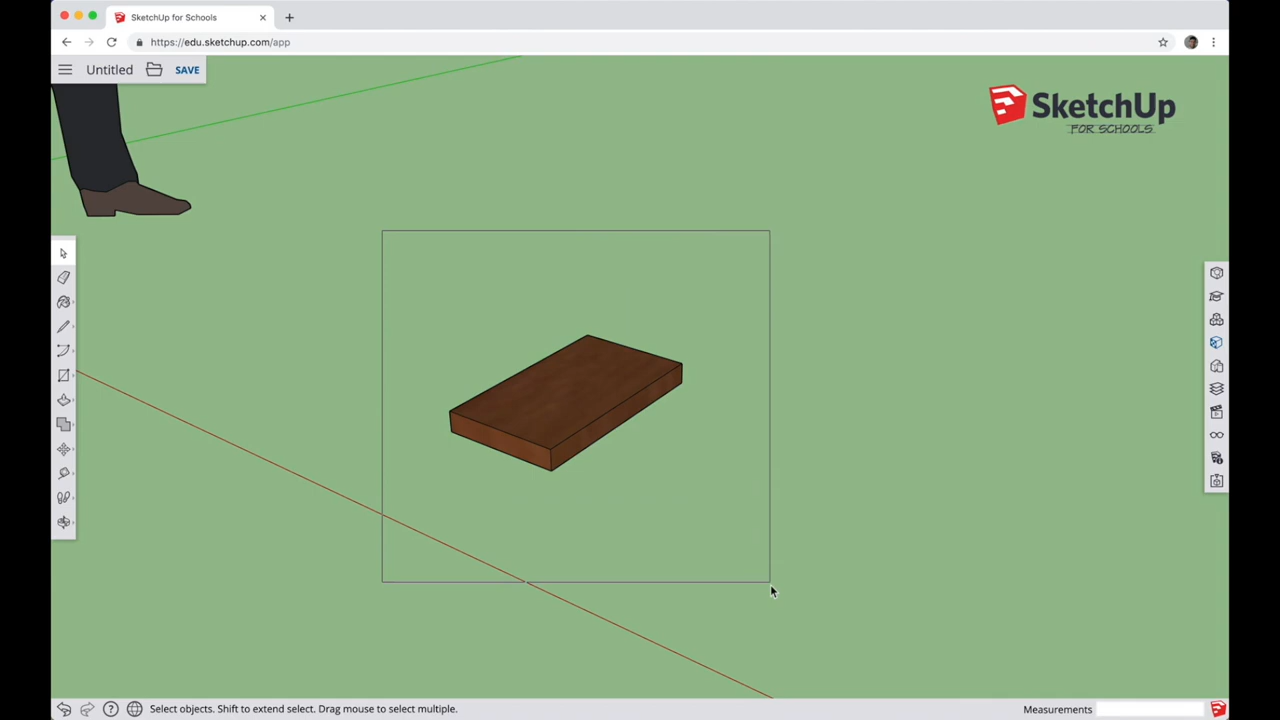 SketchUp for Schools
https://edu.sketchup.com/app
Untitled
SAVE
SketchUp
FOR SCHOOLS
Select objects. Shift to extend select. Drag mouse to select multiple.
Measurements